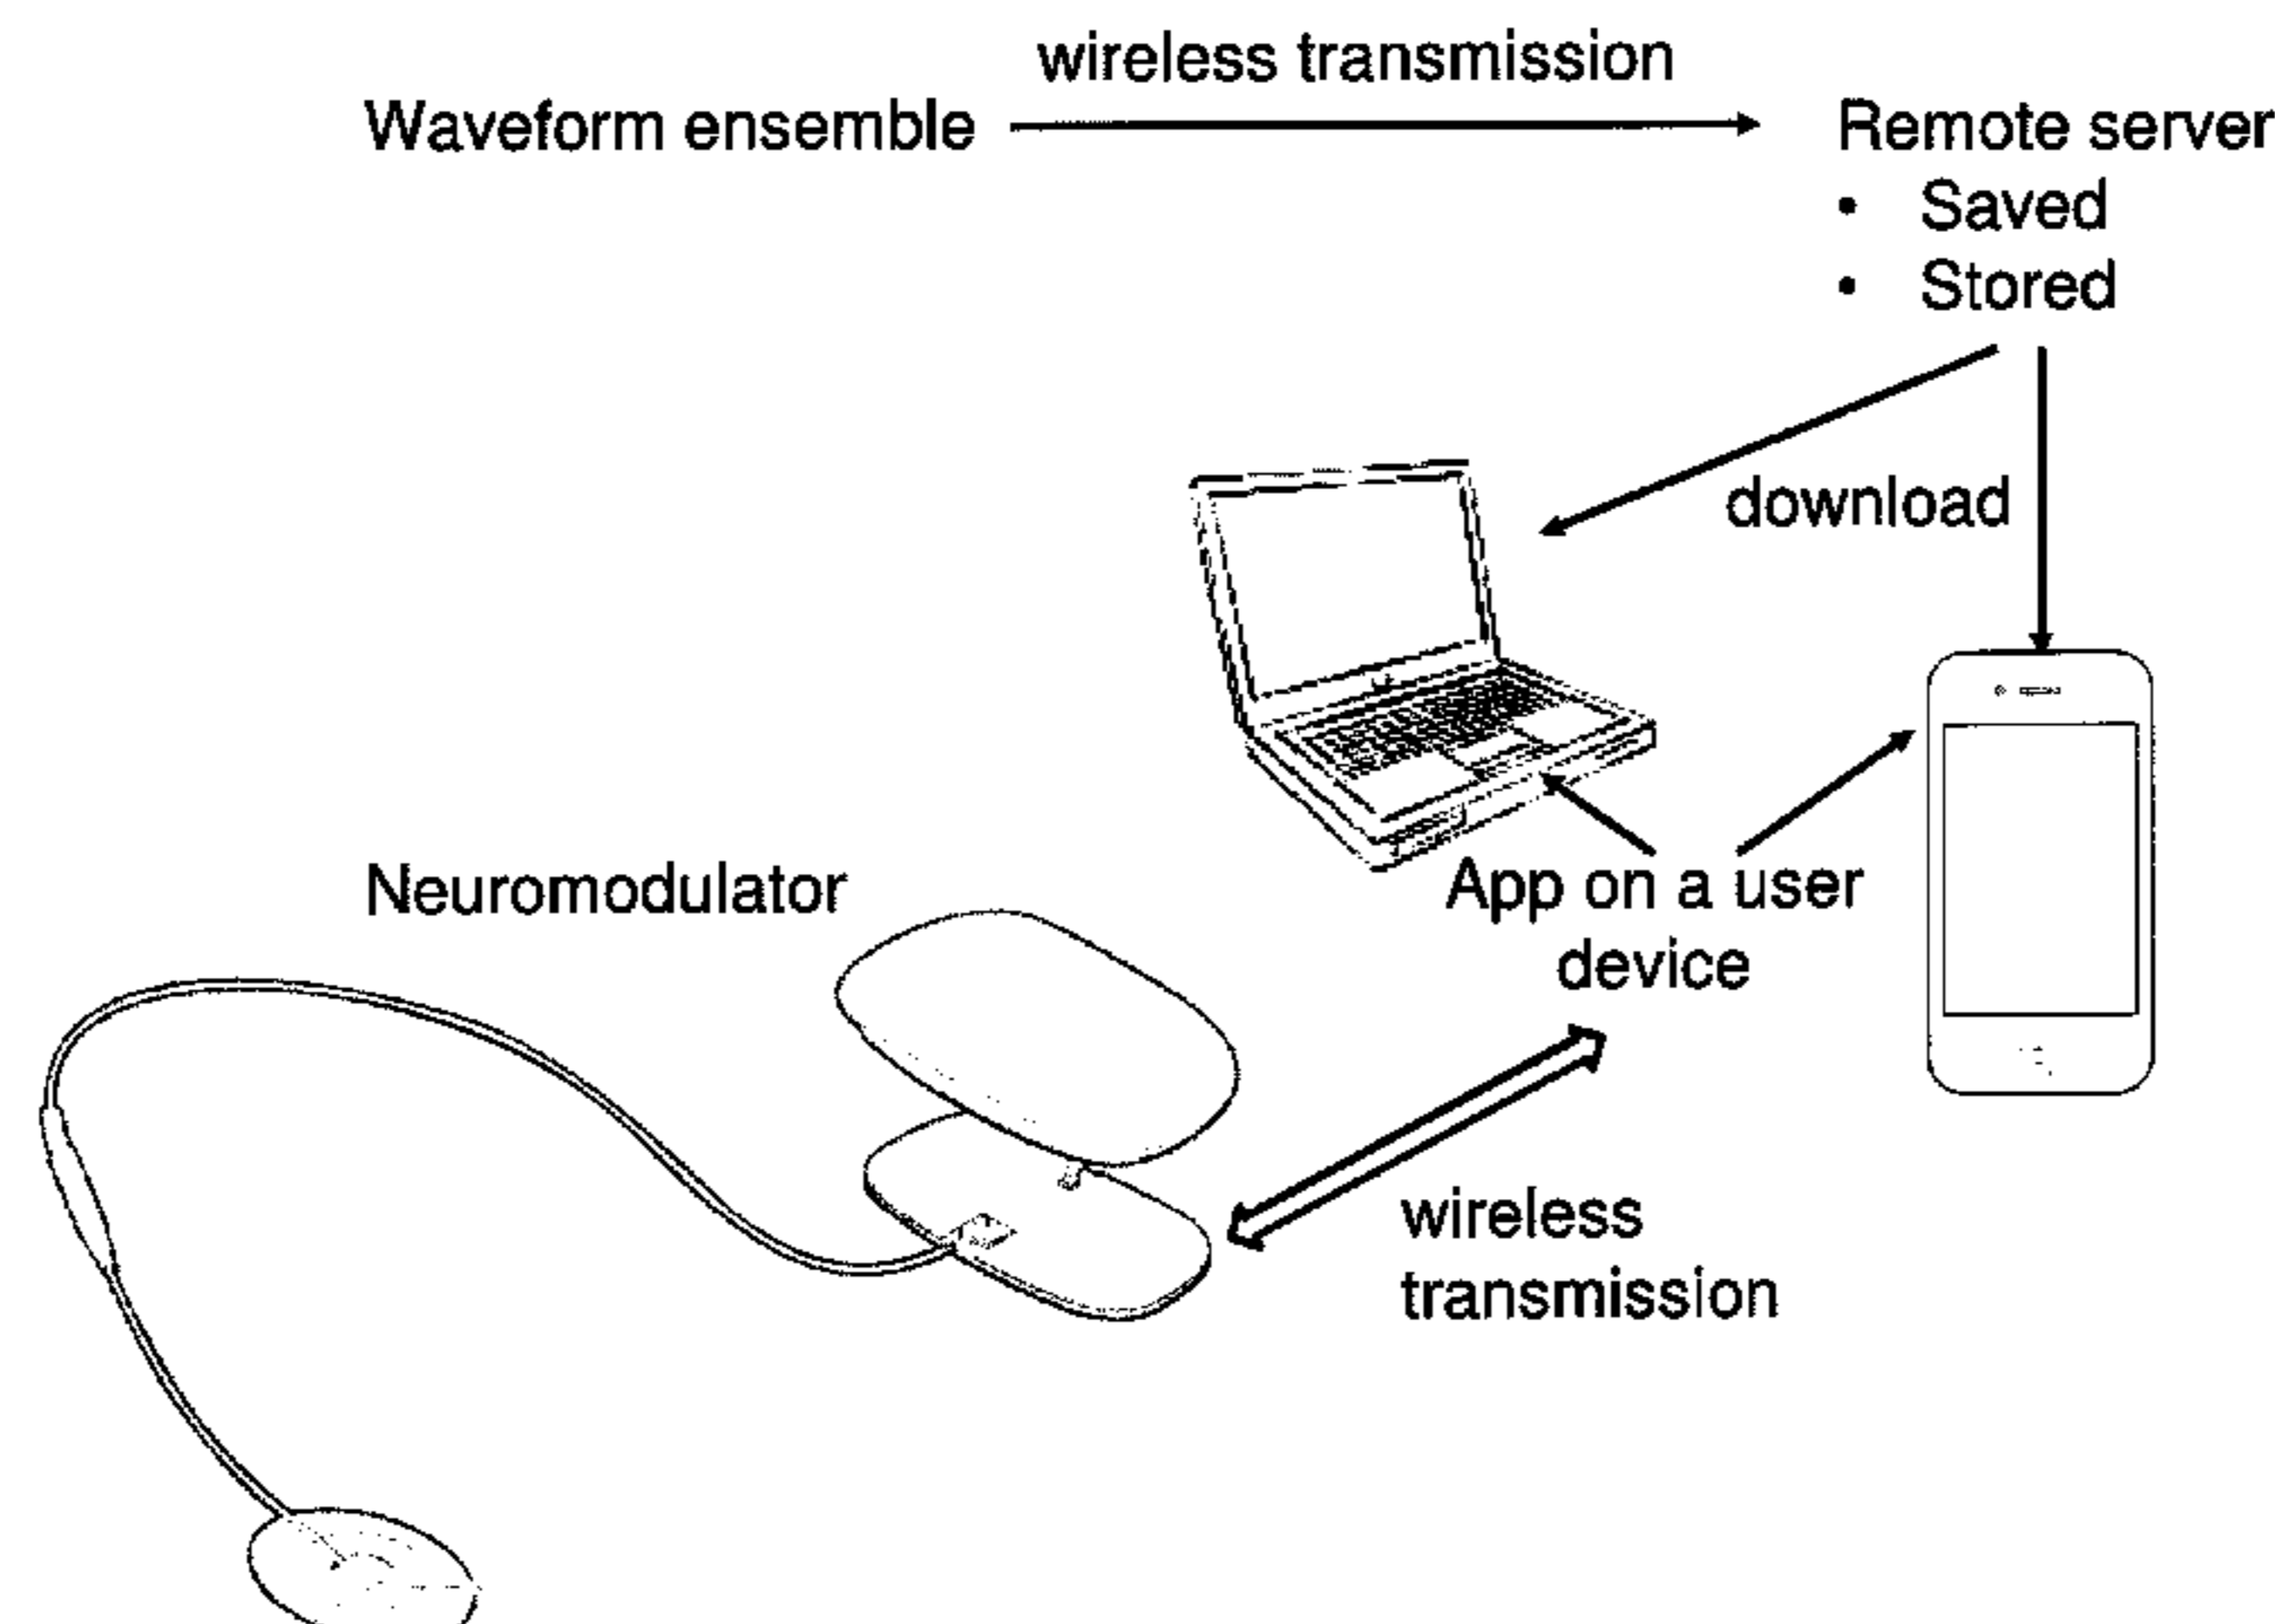 wireless transmission
Waveform ensemble
Remote server
• Saved
• Stored
download
Neuromodulator
App on a user
device
wireless
transmission